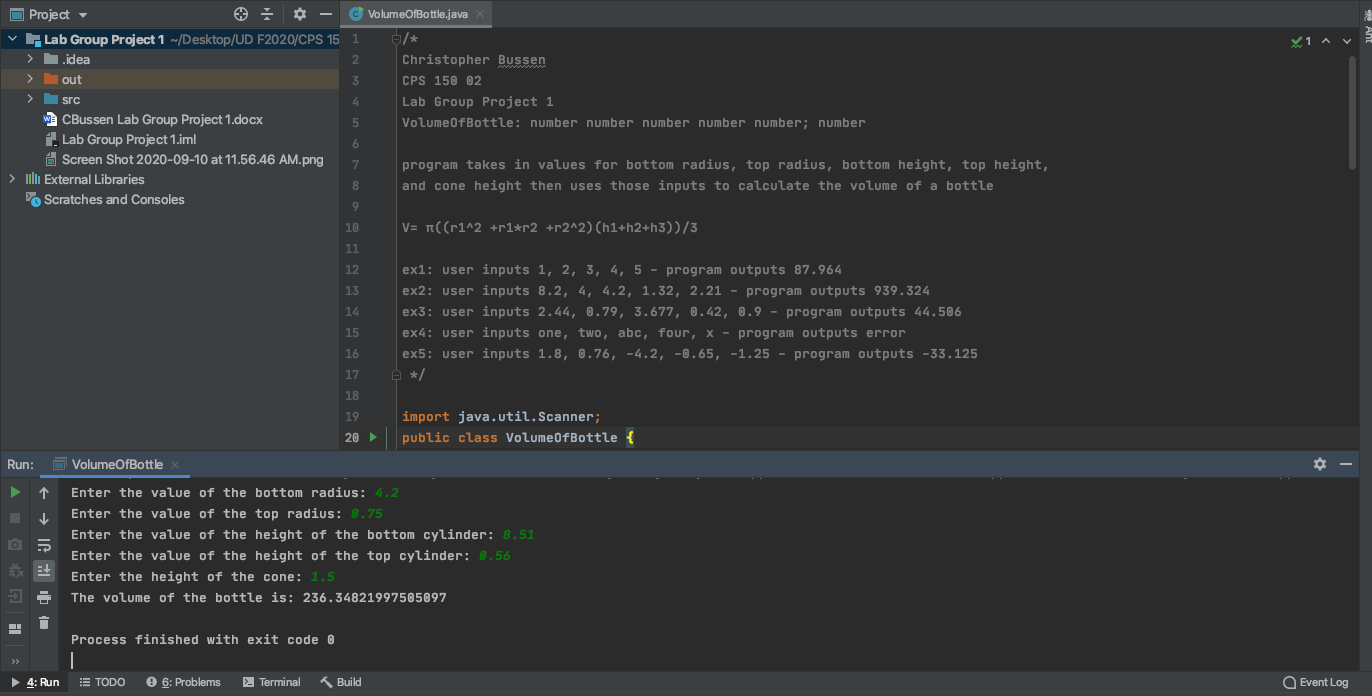 Project
VolumeOfBottle.java
Lab Group Project 1 ~/Desktop/UD F2020/CPS 15
.idea
out
src
CBussen Lab Group Project 1.docx
Lab Group Project 1.iml
Screen Shot 2020-09-10 at 11.56.46 AM.png
External Libraries
Scratches and Consoles
1 /*
2 Christopher Bussen
3 CPS 150 02
4 Lab Group Project 1
5 VolumeOfBottle: number number number number number; number
6
7 program takes in values for bottom radius, top radius, bottom height, top height,
8 and cone height then uses those inputs to calculate the volume of a bottle
9
10 V= π((r1^2 +r1*r2 +r2^2)(h1+h2+h3))/3
11
12 ex1: user inputs 1, 2, 3, 4, 5 - program outputs 87.964
13 ex2: user inputs 8.2, 4, 4.2, 1.32, 2.21 - program outputs 939.324
14 ex3: user inputs 2.44, 0.79, 3.677, 0.42, 0.9 - program outputs 44.506
15 ex4: user inputs one, two, abc, four, x - program outputs error
16 ex5: user inputs 1.8, 0.76, -4.2, -0.65, -1.25 - program outputs -33.125
17 */
18
19 import java.util.Scanner;
20 public class VolumeOfBottle {
1
Ant
Run: VolumeOfBottle
Enter the value of the bottom radius: 4.2
Enter the value of the top radius: 0.75
Enter the value of the height of the bottom cylinder: 8.51
Enter the value of the height of the top cylinder: 0.56
Enter the height of the cone: 1.5
The volume of the bottle is: 236.34821997505097
Process finished with exit code 0
4: Run TODO 6: Problems Terminal Build Event Log